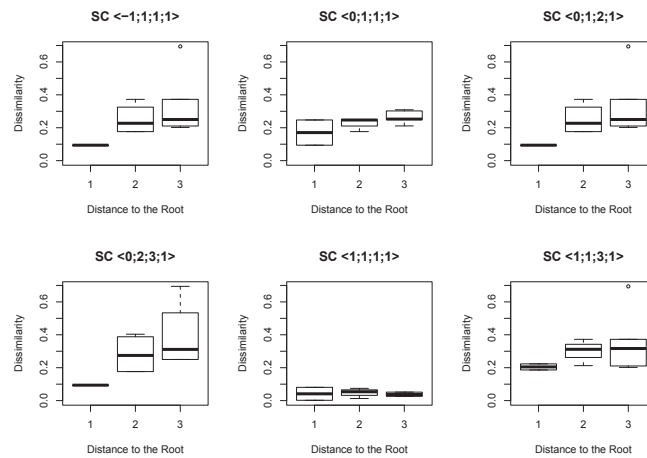 SC <−1;1;1;1>
Dissimilarity
0.0 0.2 0.4 0.6
1 2 3
Distance to the Root
SC <0;1;1;1>
Dissimilarity
0.0 0.2 0.4 0.6
1 2 3
Distance to the Root
SC <0;1;2;1>
Dissimilarity
0.0 0.2 0.4 0.6
1 2 3
Distance to the Root
SC <0;2;3;1>
Dissimilarity
0.0 0.2 0.4 0.6
1 2 3
Distance to the Root
SC <1;1;1;1>
Dissimilarity
0.0 0.2 0.4 0.6
1 2 3
Distance to the Root
SC <1;1;3;1>
Dissimilarity
0.0 0.2 0.4 0.6
1 2 3
Distance to the Root